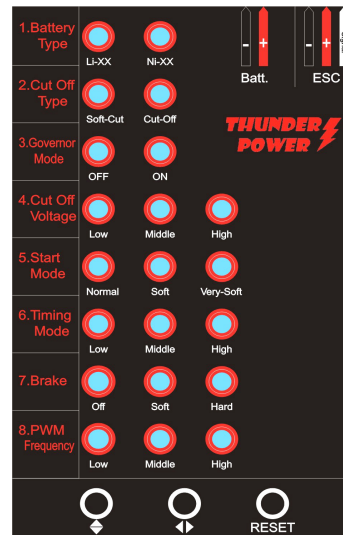 1.Battery
Type
Li-XX Ni-XX
- + - +
Batt. ESC
2.Cut Off
Type
Soft-Cut Cut-Off
THUNDER
POWER
3.Governor
Mode
OFF ON
4.Cut Off
Voltage
Low Middle High
5.Start
Mode
Normal Soft Very-Soft
6.Timing
Mode
Low Middle High
7.Brake
Off Soft Hard
8.PWM
Frequency
Low Middle High
RESET